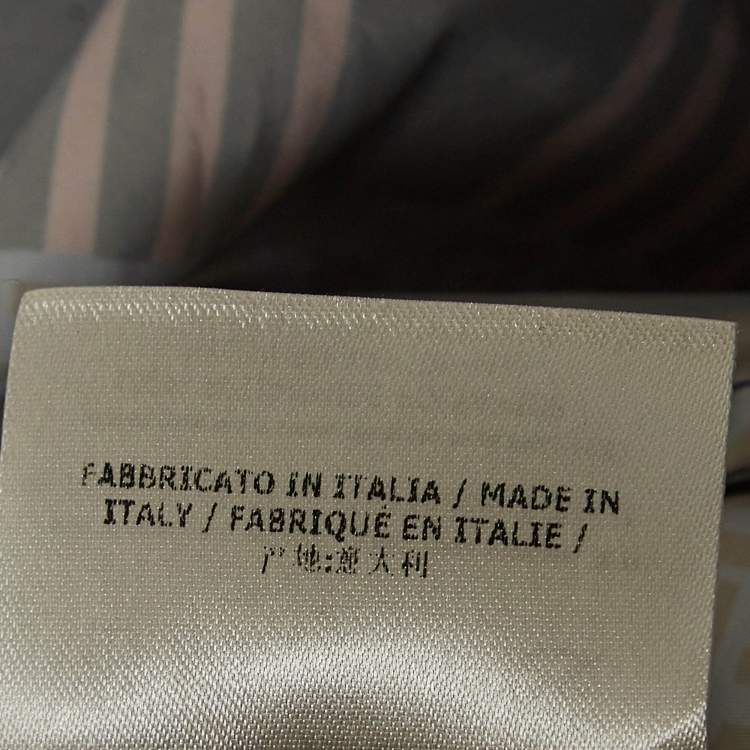 FABBRICATO IN ITALIA / MADE IN
ITALY / FABRIQUÉ EN ITALIE /
产地:意大利